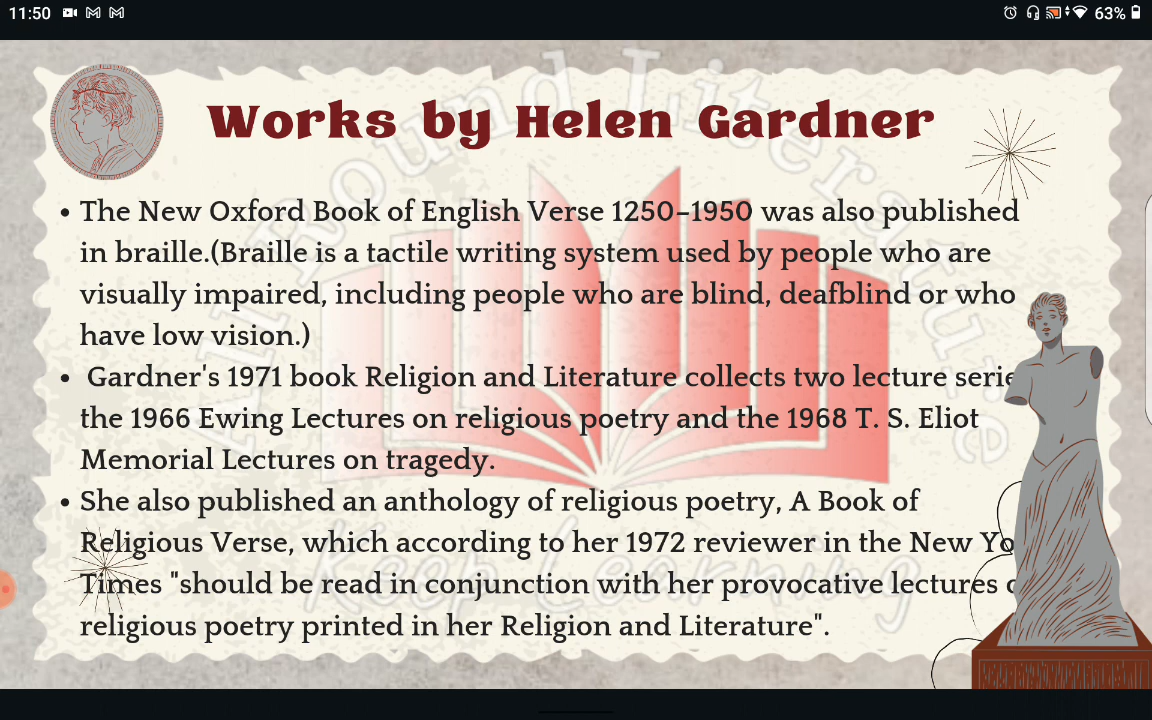 11:50
63%
All Round Literature
Works by Helen Gardner
• The New Oxford Book of English Verse 1250–1950 was also published
in braille.(Braille is a tactile writing system used by people who are
visually impaired, including people who are blind, deafblind or who
have low vision.)
• Gardner's 1971 book Religion and Literature collects two lecture
the 1966 Ewing Lectures on religious poetry and the 1968 T. S. Eliot
Memorial Lectures on tragedy.
• She also published an anthology of religious poetry, A Book of
Religious Verse, which according to her 1972 reviewer in the New
Times "should be read in conjunction with her provocative lectures
religious poetry printed in her Religion and Literature".
Keep Learning